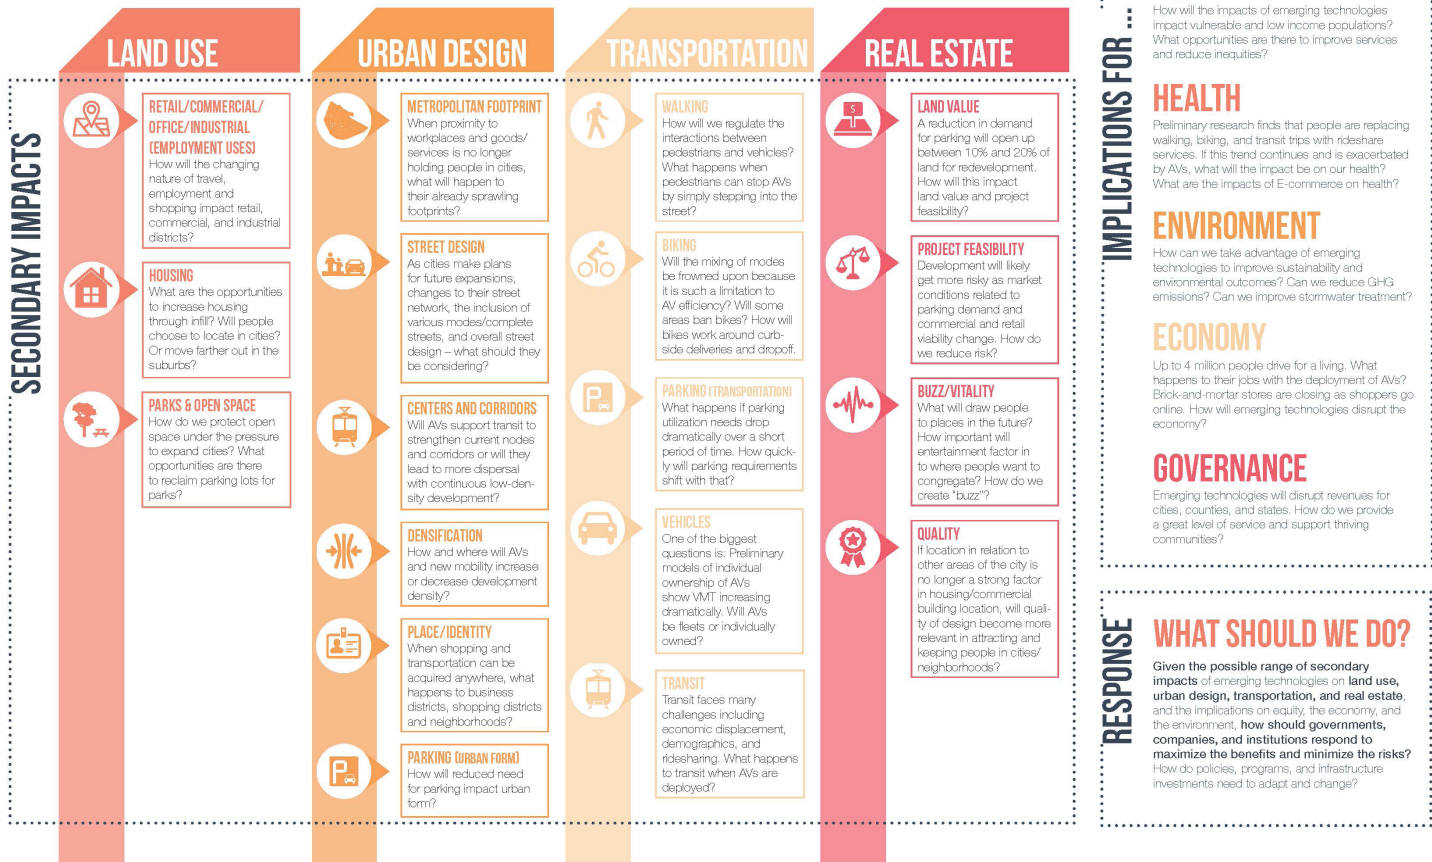 SECONDARY IMPACTS
LAND USE
RETAIL/COMMERCIAL/
OFFICE/INDUSTRIAL
(EMPLOYMENT USES)
How will the changing
nature of travel,
employment and
shopping impact retail,
commercial, and industrial
districts?
HOUSING
What are the opportunities
to increase housing
through infill? Will people
choose to locate in cities?
Or move farther out in the
suburbs?
PARKS & OPEN SPACE
How do we protect open
space under the pressure
to expand cities? What
opportunities are there
to reclaim parking lots for
parks?
URBAN DESIGN
METROPOLITAN FOOTPRINT
When proximity to
workplaces and goods/
services is no longer
holding people in cities,
what will happen to
their already sprawling
footprints?
STREET DESIGN
As cities make plans
for future expansions,
changes to their street
network, the inclusion of
various modes/complete
streets, and overall street
design – what should they
be considering?
CENTERS AND CORRIDORS
Will AVs support transit to
strengthen current nodes
and corridors or will they
lead to more dispersal
with continuous low-den-
sity development?
DENSIFICATION
How and where will AVs
and new mobility increase
or decrease development
density?
PLACE/IDENTITY
When shopping and
transportation can be
acquired anywhere, what
happens to business
districts, shopping districts
and neighborhoods?
P
PARKING (URBAN FORM)
How will reduced need
for parking impact urban
form?
TRANSPORTATION
WALKING
How will we regulate the
interactions between
pedestrians and vehicles?
What happens when
pedestrians can stop AVs
by simply stepping into the
street?
BIKING
Will the mixing of modes
be frowned upon because
it is such a limitation to
AV efficiency? Will some
areas ban bikes? How will
bikes work around curb-
side deliveries and dropoff.
P
PARKING (TRANSPORTATION)
What happens if parking
utilization needs drop
dramatically over a short
period of time. How quick-
ly will parking requirements
shift with that?
VEHICLES
One of the biggest
questions is: Preliminary
models of individual
ownership of AVs
show VMT increasing
dramatically. Will AVs
be fleets or individually
owned?
TRANSIT
Transit faces many
challenges including
economic displacement,
demographics, and
ridesharing. What happens
to transit when AVs are
deployed?
REAL ESTATE
$
LAND VALUE
A reduction in demand
for parking will open up
between 10% and 20% of
land for redevelopment.
How will this impact
land value and project
feasibility?
PROJECT FEASIBILITY
Development will likely
get more risky as market
conditions related to
parking demand and
commercial and retail
viability change. How do
we reduce risk?
BUZZ/VITALITY
What will draw people
to places in the future?
How important will
entertainment factor in
to where people want to
congregate? How do we
create "buzz"?
QUALITY
If location in relation to
other areas of the city is
no longer a strong factor
in housing/commercial
building location, will quali-
ty of design become more
relevant in attracting and
keeping people in cities/
neighborhoods?
IMPLICATIONS FOR ...
How will the impacts of emerging technologies
impact vulnerable and low income populations?
What opportunities are there to improve services
and reduce inequities?
HEALTH
Preliminary research finds that people are replacing
walking, biking, and transit trips with rideshare
services. If this trend continues and is exacerbated
by AVs, what will the impact be on our health?
What are the impacts of E-commerce on health?
ENVIRONMENT
How can we take advantage of emerging
technologies to improve sustainability and
environmental outcomes? Can we reduce GHG
emissions? Can we improve stormwater treatment?
ECONOMY
Up to 4 million people drive for a living. What
happens to their jobs with the deployment of AVs?
Brick-and-mortar stores are closing as shoppers go
online. How will emerging technologies disrupt the
economy?
GOVERNANCE
Emerging technologies will disrupt revenues for
cities, counties, and states. How do we provide
a great level of service and support thriving
communities?
RESPONSE
WHAT SHOULD WE DO?
Given the possible range of secondary
impacts of emerging technologies on land use,
urban design, transportation, and real estate,
and the implications on equity, the economy, and
the environment, how should governments,
companies, and institutions respond to
maximize the benefits and minimize the risks?
How do policies, programs, and infrastructure
investments need to adapt and change?